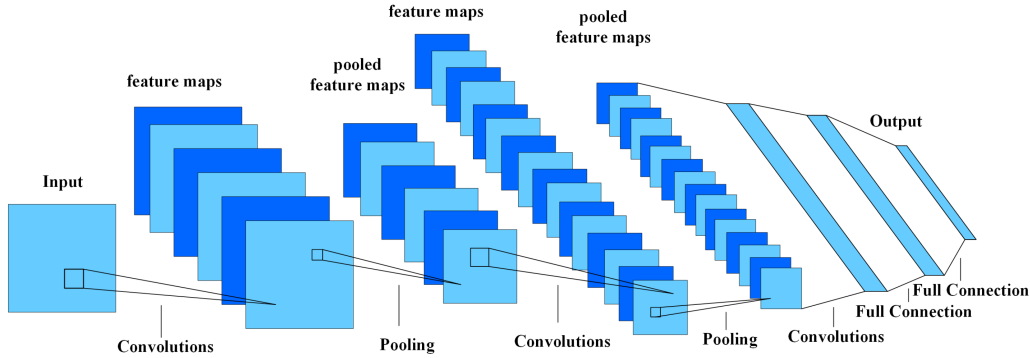 feature maps
pooled
feature maps
pooled
feature maps
feature maps
Output
Input
Full Connection
Full Connection
Convolutions
Pooling
Convolutions
Pooling
Convolutions